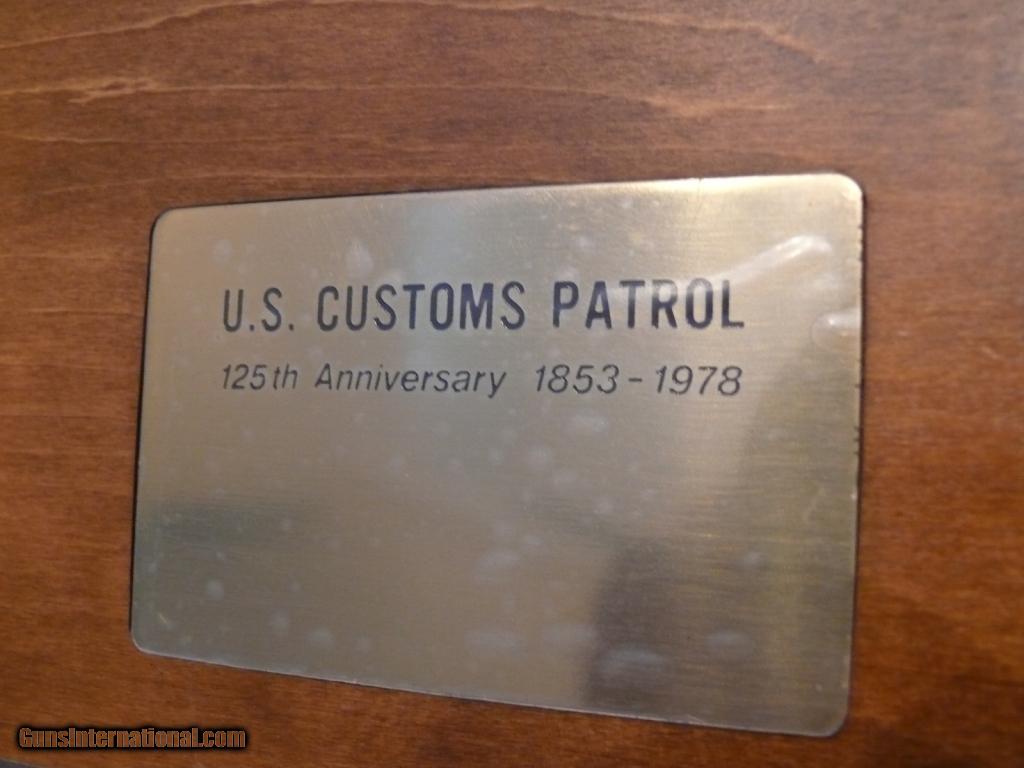 U.S. CUSTOMS PATROL
125th Anniversary 1853-1978
GunsInternational.com